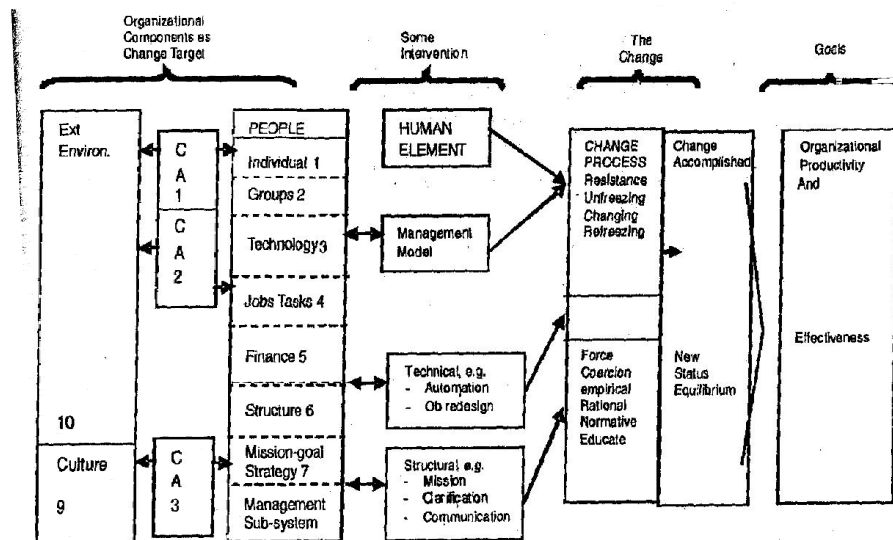 Organizational
Components as
Change Target
Some
Intervention
The
Change
Goals
Ext
Environ.
10
Culture
9
C
A
1
C
A
2
C
A
3
PEOPLE
Individual 1
Groups 2
Technology 3
Jobs Tasks 4
Finance 5
Structure 6
Mission-goal
Strategy 7
Management
Sub-system
HUMAN
ELEMENT
Management
Model
Technical, e.g.
- Automation
- Ob redesign
Structural, e.g.
- Mission
- Clarification
- Communication
CHANGE
PROCESS
Resistance
Unfreezing
Changing
Refreezing
Force
Coercion
empirical
Rational
Normative
Educate
Change
Accomplished
New
Status
Equilibrium
Organizational
Productivity
And
Effectiveness